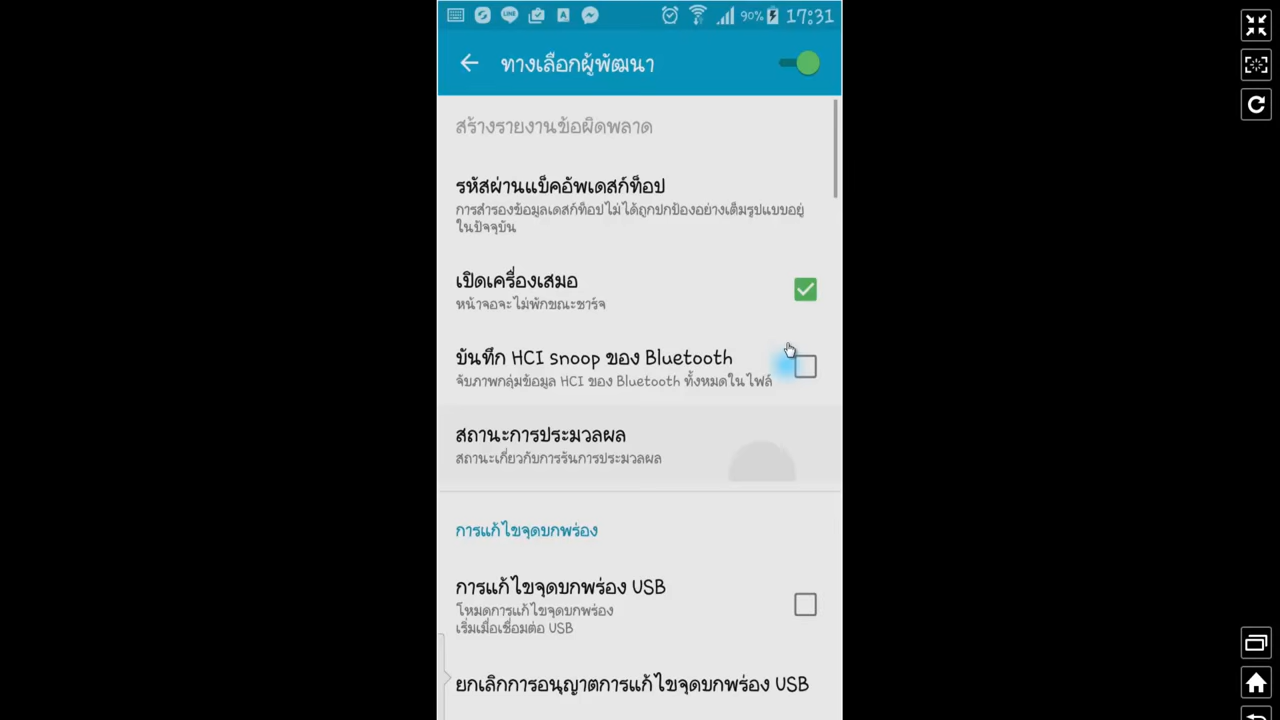 90% 17:31
ทางเลือกผู้พัฒนา
สร้างรายงานข้อผิดพลาด
รหัสผ่านแบ็คอัพเดสก์ท็อป
การสำรองข้อมูลเดสก์ท็อปไม่ได้ถูกปกป้องอย่างเต็มรูปแบบอยู่
ในปัจจุบัน
เปิดเครื่องเสมอ
หน้าจอจะไม่พักขณะชาร์จ
บันทึก HCI snoop ของ Bluetooth
จับภาพกลุ่มข้อมูล HCI ของ Bluetooth ทั้งหมดในไฟล์
สถานะการประมวลผล
สถานะเกี่ยวกับการรันการประมวลผล
การแก้ไขจุดบกพร่อง
การแก้ไขจุดบกพร่อง USB
โหมดการแก้ไขจุดบกพร่อง
เริ่มเมื่อเชื่อมต่อ USB
ยกเลิกการอนุญาตการแก้ไขจุดบกพร่อง USB